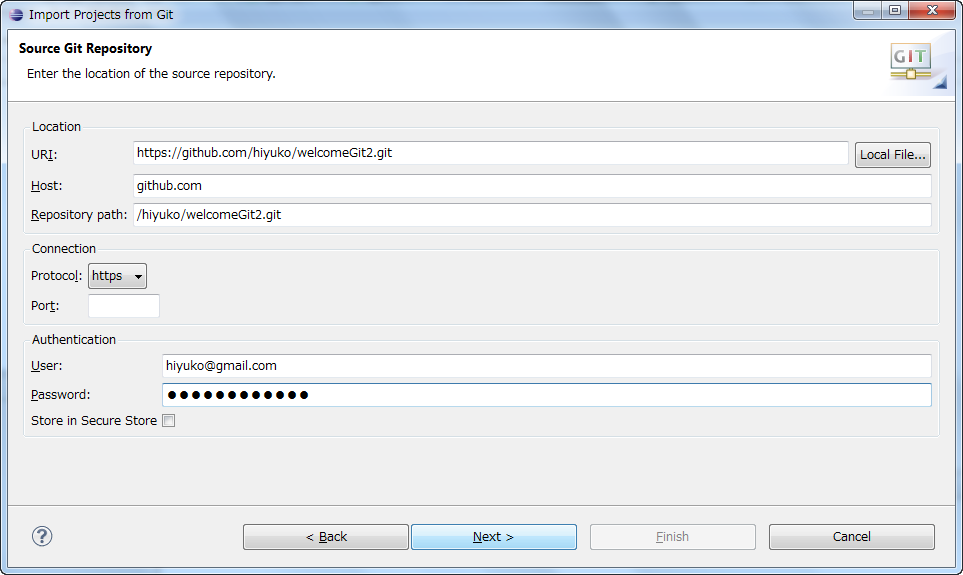 Import Projects from Git
Source Git Repository
Enter the location of the source repository.
GIT
Location
URI: https://github.com/hiyuko/welcomeGit2.git Local File...
Host: github.com
Repository path: /hiyuko/welcomeGit2.git
Connection
Protocol: https
Port:
Authentication
User: hiyuko@gmail.com
Password: ●●●●●●●●●●●●
Store in Secure Store
? < Back Next > Finish Cancel